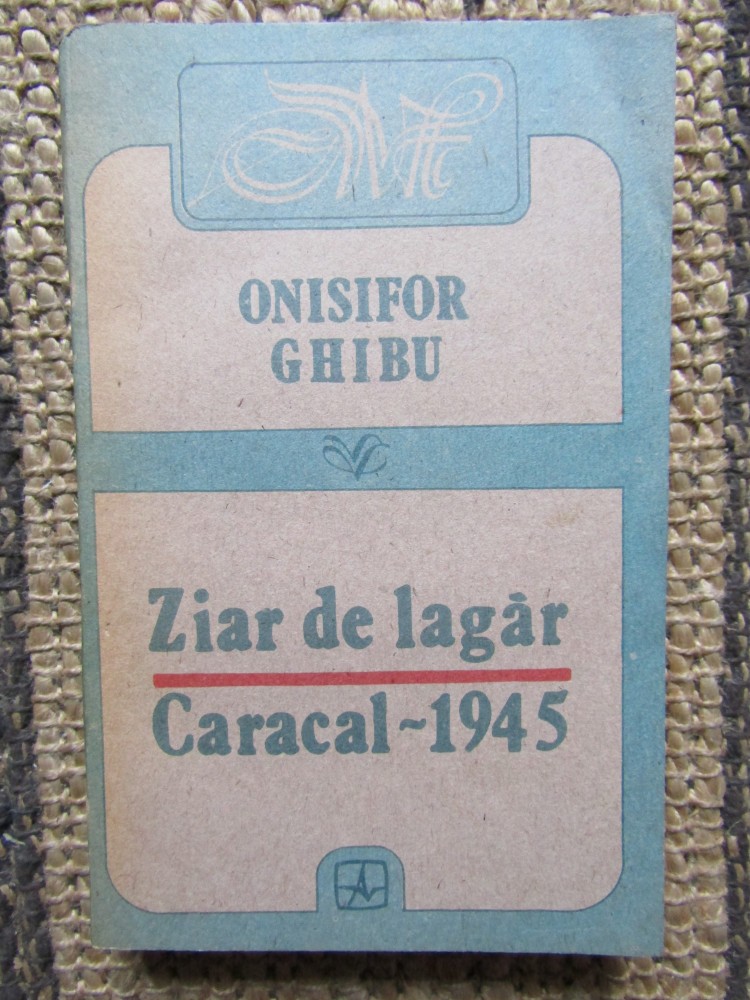 ONISIFOR
GHIBU
Ziar de lagăr
Caracal~1945